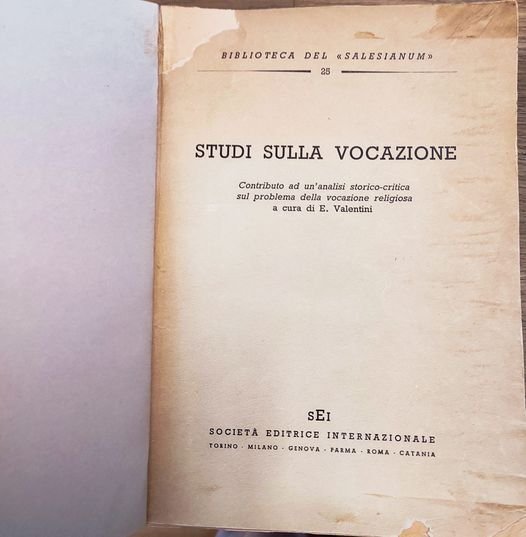 BIBLIOTECA DEL «SALESIANUM»
25
STUDI SULLA VOCAZIONE
Contributo ad un'analisi storico-critica
sul problema della vocazione religiosa
a cura di E. Valentini
SEI
SOCIETÀ EDITRICE INTERNAZIONALE
TORINO - MILANO - GENOVA - PARMA - ROMA - CATANIA